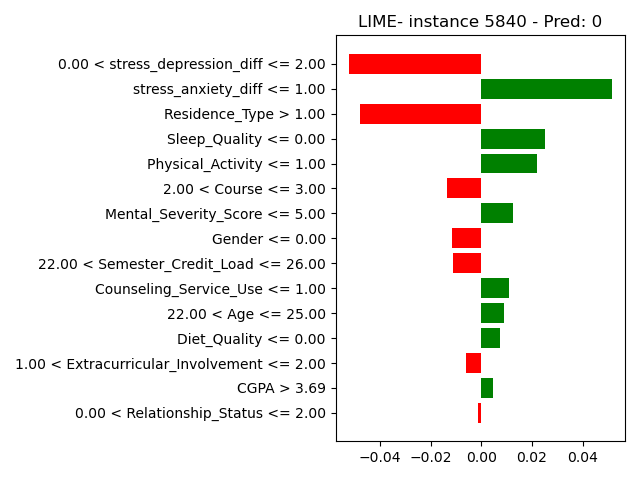 LIME- instance 5840 - Pred: 0
0.00 < stress_depression_diff <= 2.00
stress_anxiety_diff <= 1.00
Residence_Type > 1.00
Sleep_Quality <= 0.00
Physical_Activity <= 1.00
2.00 < Course <= 3.00
Mental_Severity_Score <= 5.00
Gender <= 0.00
22.00 < Semester_Credit_Load <= 26.00
Counseling_Service_Use <= 1.00
22.00 < Age <= 25.00
Diet_Quality <= 0.00
1.00 < Extracurricular_Involvement <= 2.00
CGPA > 3.69
0.00 < Relationship_Status <= 2.00
−0.04 −0.02 0.00 0.02 0.04